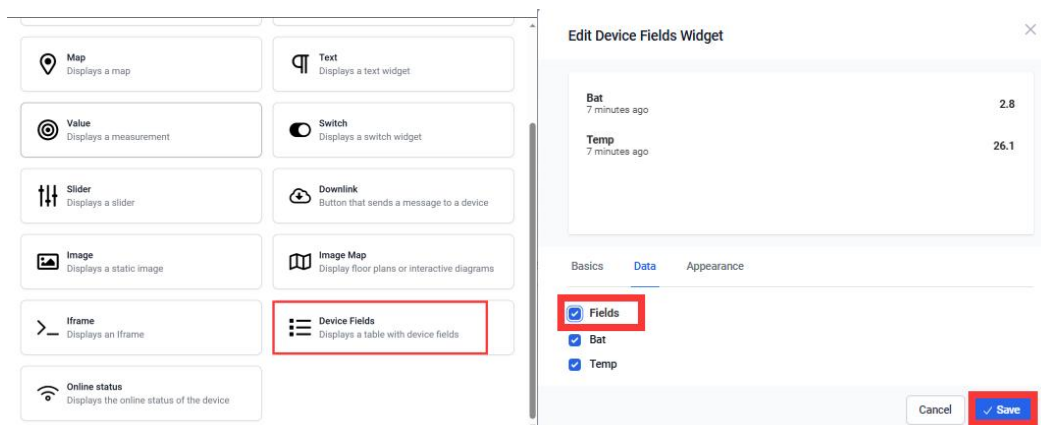 Map
Displays a map
Text
Displays a text widget
Value
Displays a measurement
Switch
Displays a switch widget
Slider
Displays a slider
Downlink
Button that sends a message to a device
Image
Displays a static image
Image Map
Display floor plans or interactive diagrams
Iframe
Displays an Iframe
Device Fields
Displays a table with device fields
Online status
Displays the online status of the device
Edit Device Fields Widget
Bat
7 minutes ago
2.8
Temp
7 minutes ago
26.1
Basics Data Appearance
Fields
Bat
Temp
Cancel Save